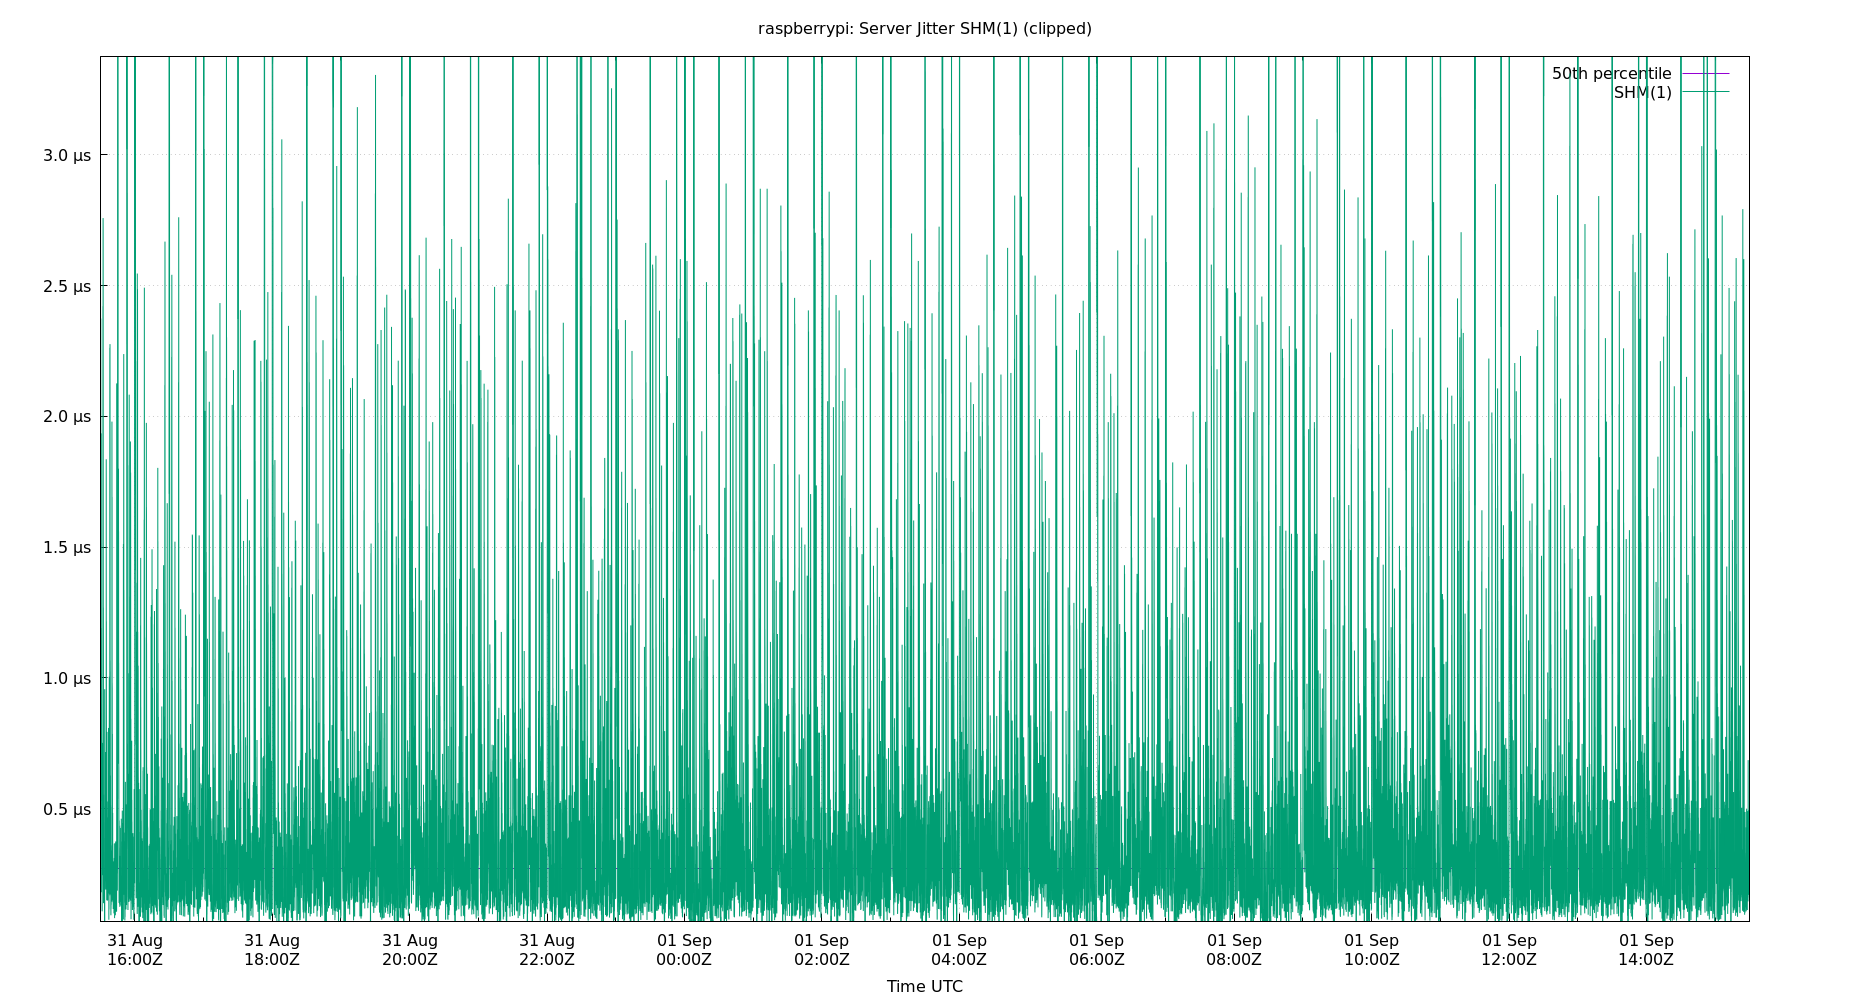 raspberrypi: Server Jitter SHM(1) (clipped)
50th percentile
SHM(1)
3.0 µs
2.5 µs
2.0 µs
1.5 µs
1.0 µs
0.5 µs
31 Aug 31 Aug 31 Aug 31 Aug 01 Sep 01 Sep 01 Sep 01 Sep 01 Sep 01 Sep 01 Sep 01 Sep
16:00Z 18:00Z 20:00Z 22:00Z 00:00Z 02:00Z 04:00Z 06:00Z 08:00Z 10:00Z 12:00Z 14:00Z
Time UTC